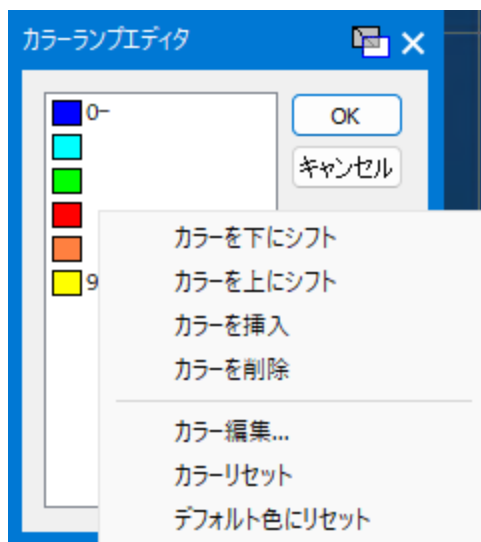 カラーランプエディタ
0-
OK
キャンセル
9
カラーを下にシフト
カラーを上にシフト
カラーを挿入
カラーを削除
カラー編集...
カラーリセット
デフォルト色にリセット